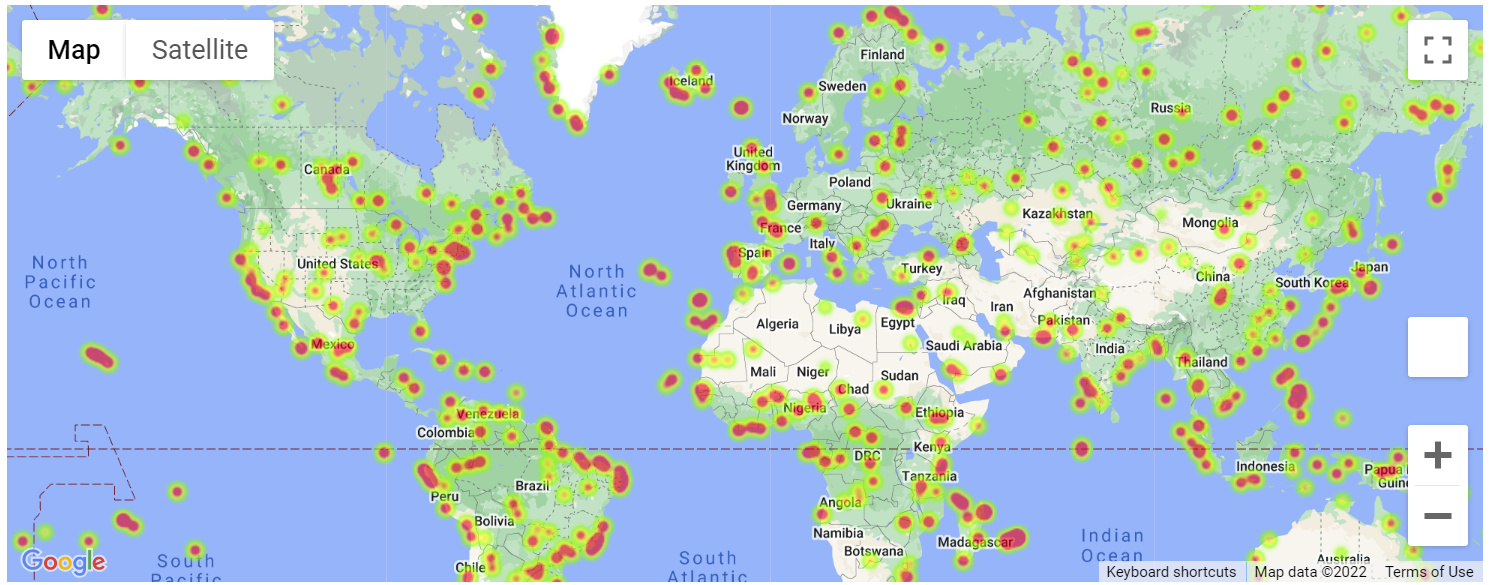 Map
Satellite
Finland
Iceland
Sweden
Russia
Norway
United
Kingdom
Canada
Poland
Germany
Ukraine
Kazakhstan
Mongolia
France
Italy
Spain
North
Pacific
Ocean
United States
North
Atlantic
Ocean
Turkey
China
Japan
South Korea
Iraq
Iran
Afghanistan
Algeria
Libya
Egypt
Pakistan
Mexico
Saudi Arabia
India
Thailand
Mali
Niger
Chad
Sudan
Venezuela
Nigeria
Ethiopia
Colombia
Kenya
DRC
Indonesia
Papua
Guin
Tanzania
Brazil
Peru
Angola
Bolivia
Namibia
Madagascar
Indian
Ocean
Botswana
South
Pacific
South
Atlantic
Chile
Australia
Google
Keyboard shortcuts
Map data ©2022
Terms of Use